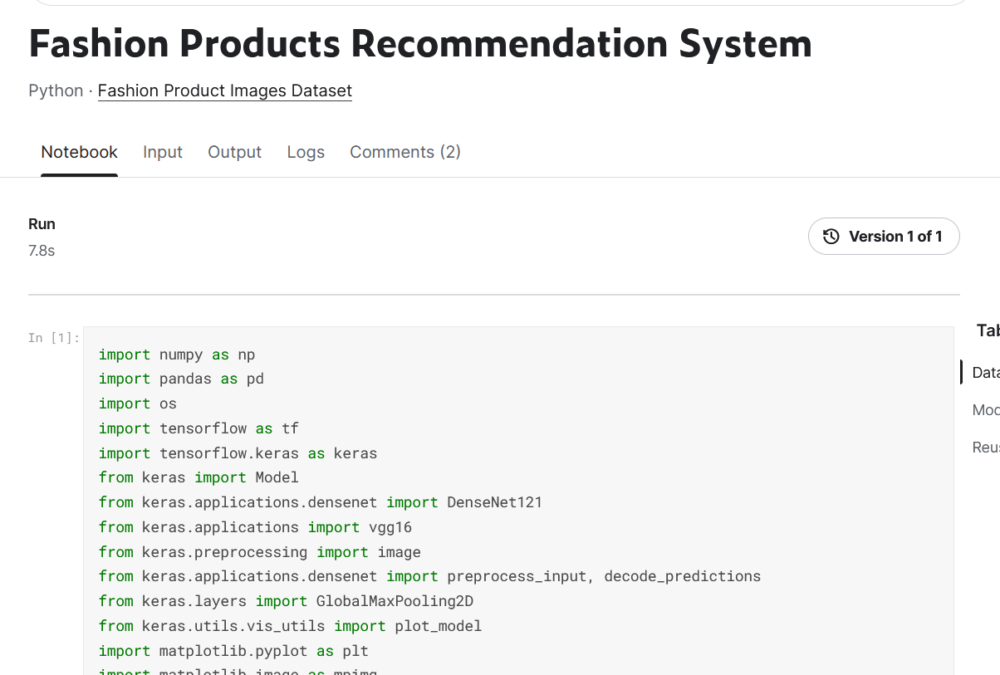 Fashion Products Recommendation System
Python · Fashion Product Images Dataset
Notebook Input Output Logs Comments (2)
Run
7.8s
Version 1 of 1
In [1]:
import numpy as np
import pandas as pd
import os
import tensorflow as tf
import tensorflow.keras as keras
from keras import Model
from keras.applications.densenet import DenseNet121
from keras.applications import vgg16
from keras.preprocessing import image
from keras.applications.densenet import preprocess_input, decode_predictions
from keras.layers import GlobalMaxPooling2D
from keras.utils.vis_utils import plot_model
import matplotlib.pyplot as plt
import matplotlib.image as mpimg
Tab
Data
Mod
Reus